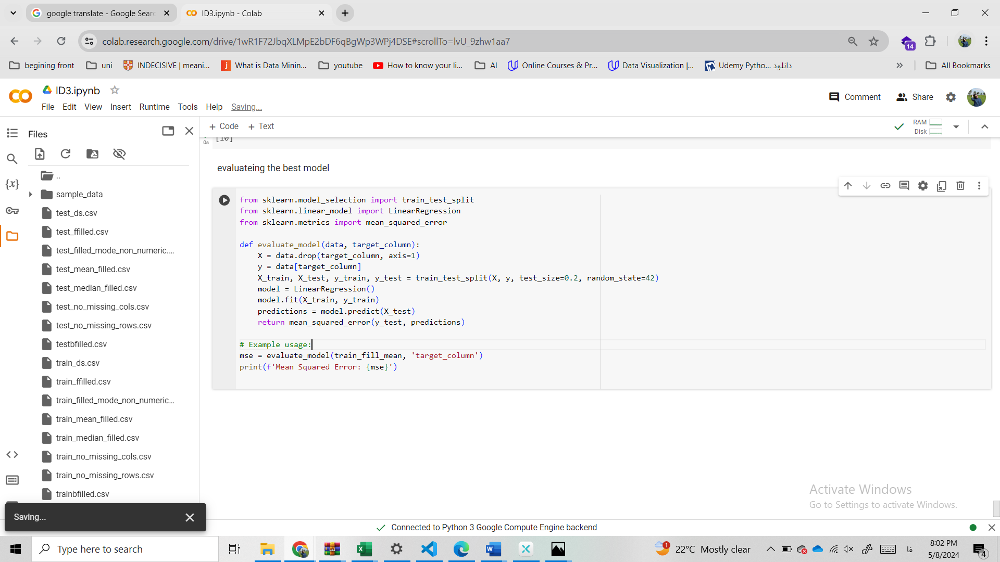 google translate - Google Sear
ID3.ipynb - Colab
colab.research.google.com/drive/1wR1F72JbqXLMpE2bDF6qBgWp3WPj4DSE#scrollTo=lvU_9zhw1aa7
14
begining front
uni
INDECISIVE | meani...
What is Data Minin...
youtube
How to know your li...
AI
Online Courses & Pr...
Data Visualization |...
Udemy Pytho... دانلود
All Bookmarks
ID3.ipynb
Comment
Share
File Edit View Insert Runtime Tools Help Saving...
Files
+ Code + Text
RAM
Disk
0s
[10]
..
sample_data
test_ds.csv
test_ffilled.csv
test_filled_mode_non_numeric....
test_mean_filled.csv
test_median_filled.csv
test_no_missing_cols.csv
test_no_missing_rows.csv
testbfilled.csv
train_ds.csv
train_ffilled.csv
train_filled_mode_non_numeric...
train_mean_filled.csv
train_median_filled.csv
train_no_missing_cols.csv
train_no_missing_rows.csv
trainbfilled.csv
Saving...
evaluateing the best model
from sklearn.model_selection import train_test_split
from sklearn.linear_model import LinearRegression
from sklearn.metrics import mean_squared_error
def evaluate_model(data, target_column):
X = data.drop(target_column, axis=1)
y = data[target_column]
X_train, X_test, y_train, y_test = train_test_split(X, y, test_size=0.2, random_state=42)
model = LinearRegression()
model.fit(X_train, y_train)
predictions = model.predict(X_test)
return mean_squared_error(y_test, predictions)
# Example usage:
mse = evaluate_model(train_fill_mean, 'target_column')
print(f'Mean Squared Error: {mse}')
Activate Windows
Go to Settings to activate Windows.
Connected to Python 3 Google Compute Engine backend
Type here to search
1
22°C Mostly clear
فا
8:02 PM
5/8/2024
4